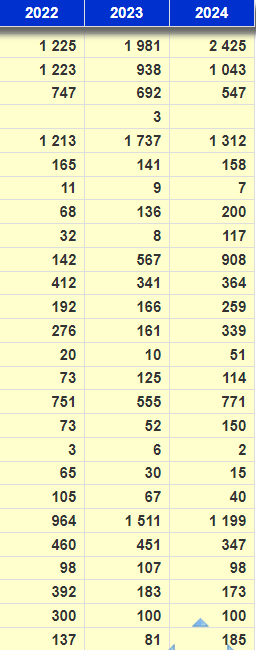 2022 2023 2024
1 225 1 981 2 425
1 223 938 1 043
747 692 547
3
1 213 1 737 1 312
165 141 158
11 9 7
68 136 200
32 8 117
142 567 908
412 341 364
192 166 259
276 161 339
20 10 51
73 125 114
751 555 771
73 52 150
3 6 2
65 30 15
105 67 40
964 1 511 1 199
460 451 347
98 107 98
392 183 173
300 100 100
137 81 185